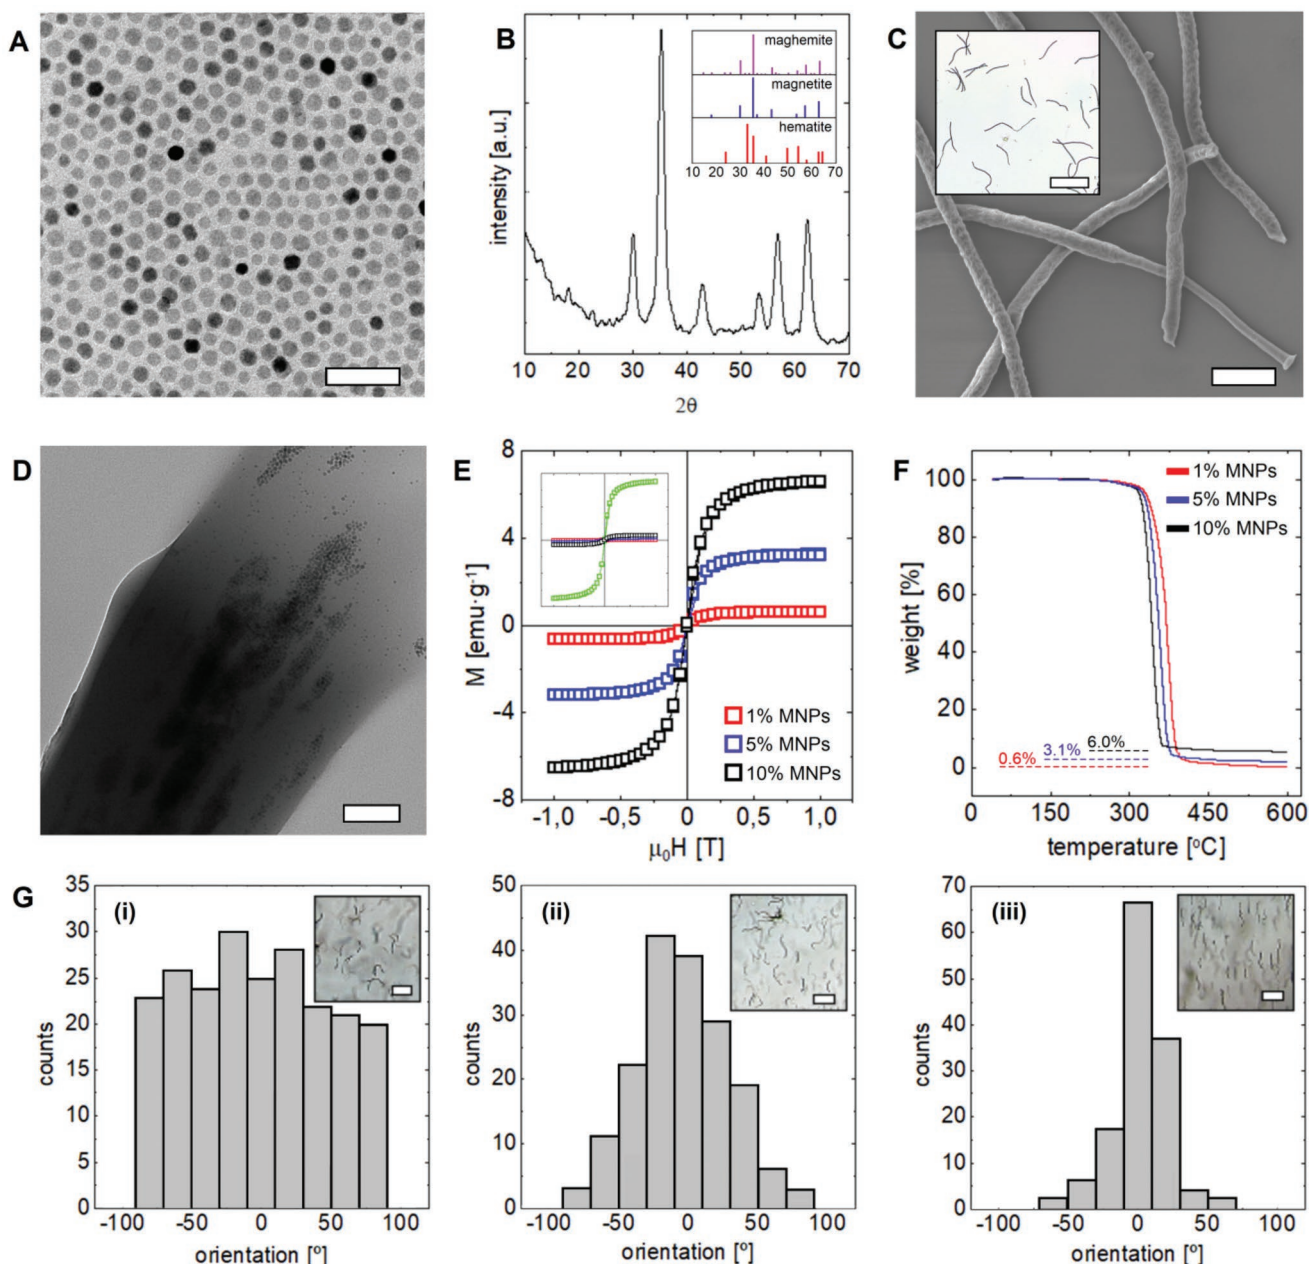 A
B
intensity [a.u.]
maghemite
magnetite
hematite
10 20 30 40 50 60 70
10 20 30 40 50 60 70
2θ
C
D
E
M [emu·g⁻¹]
8
4
0
-4
-8
1% MNPs
5% MNPs
10% MNPs
-1,0 -0,5 0 0,5 1,0
μ₀H [T]
F
weight [%]
100
80
60
40
20
0
1% MNPs
5% MNPs
10% MNPs
0.6% 3.1% 6.0%
0 150 300 450 600
temperature [°C]
G
(i)
counts
35
30
25
20
15
10
5
0
-100 -50 0 50 100
orientation [º]
(ii)
counts
50
40
30
20
10
0
-100 -50 0 50 100
orientation [º]
(iii)
counts
70
60
50
40
30
20
10
0
-100 -50 0 50 100
orientation [º]